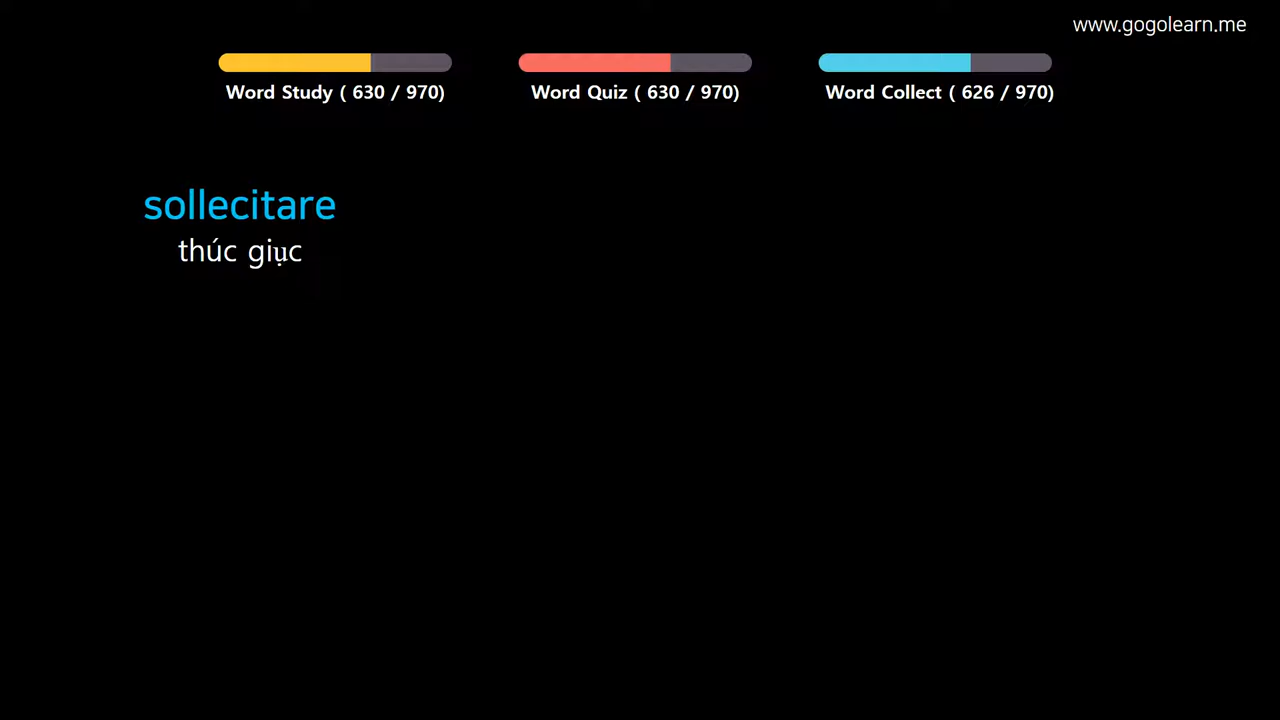 www.gogolearn.me
Word Study ( 630 / 970)
Word Quiz ( 630 / 970)
Word Collect ( 626 / 970)
sollecitare
thúc giục